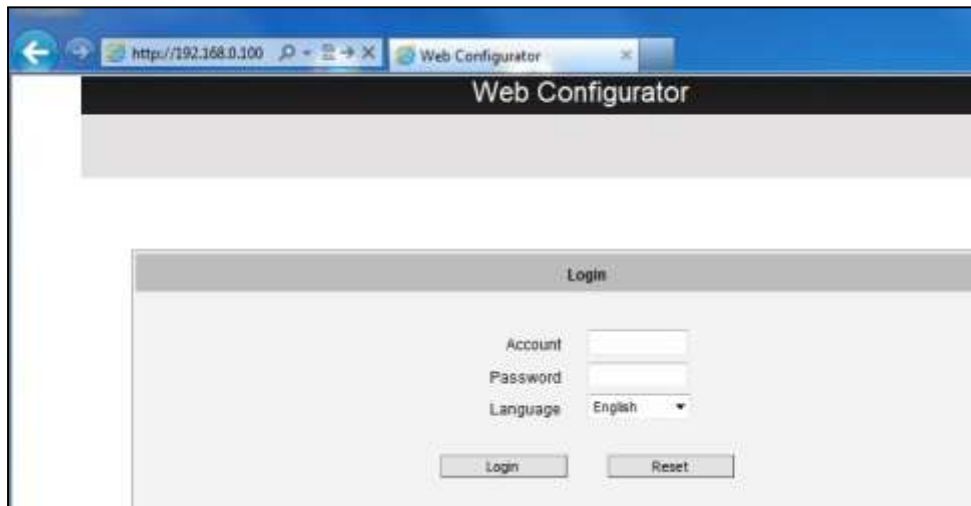 http://192.168.0.100 Web Configurator
Web Configurator
Login
Account
Password
Language English
Login Reset